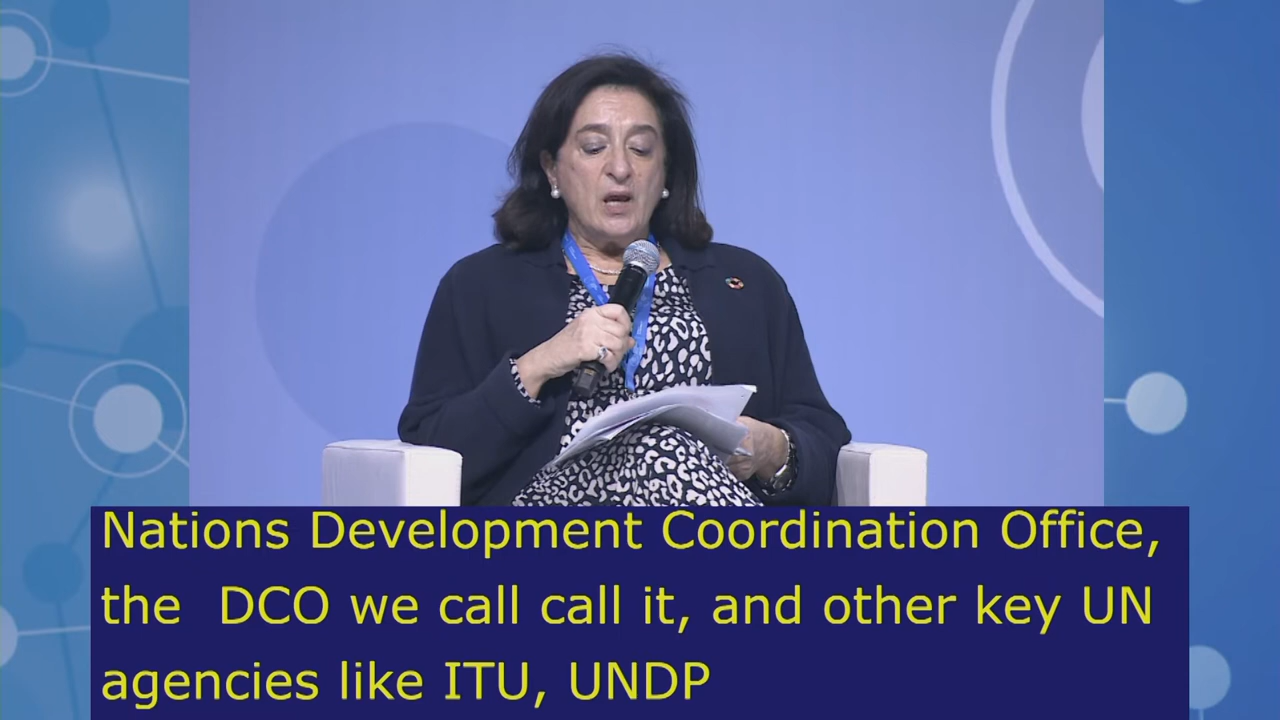 Nations Development Coordination Office,
the  DCO we call call it, and other key UN
agencies like ITU, UNDP